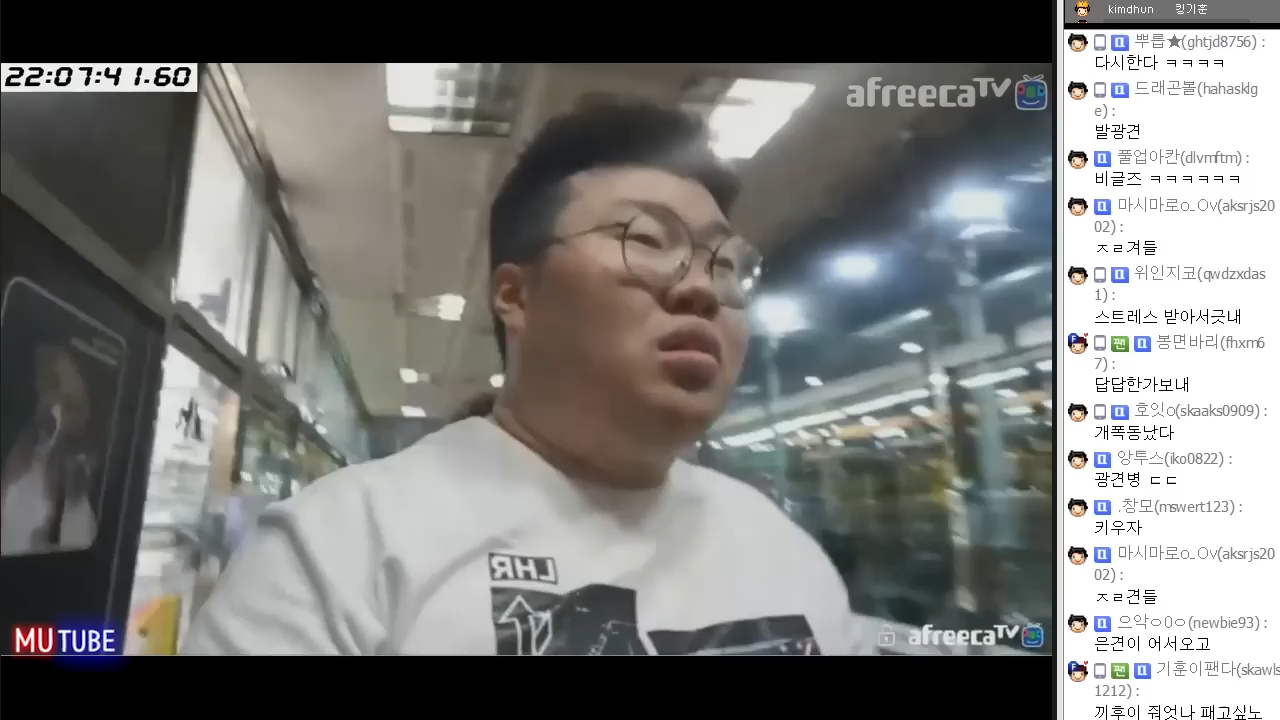 22:07:41.60
afreecaTV
LHR
MUTUBE
afreecaTV
kimdhun 킹기훈
뿌릅★(ghtjd8756) :
다시한다 ㅋㅋㅋㅋ
드래곤볼(hahasklg
e) :
발광견
풀업아칸(dlvmftm) :
비글즈 ㅋㅋㅋㅋㅋㅋ
마시마로o_Ov(aksrjs20
02) :
ㅈㄹ겨들
위인지코(qwdzxdas
1) :
스트레스 받아서긋내
팬 봉면바리(fhxm6
7) :
답답한가보내
호잇o(skaaks0909) :
개폭동났다
앙투스(iko0822) :
광견병 ㄷㄷ
.창모(mswert123) :
키우자
마시마로o_Ov(aksrjs20
02) :
ㅈㄹ견들
으악ㅇ0ㅇ(newbie93) :
은견이 어서오고
팬 기훈이팬다(skawls
1212) :
끼후이 줩엇나 패고싶노